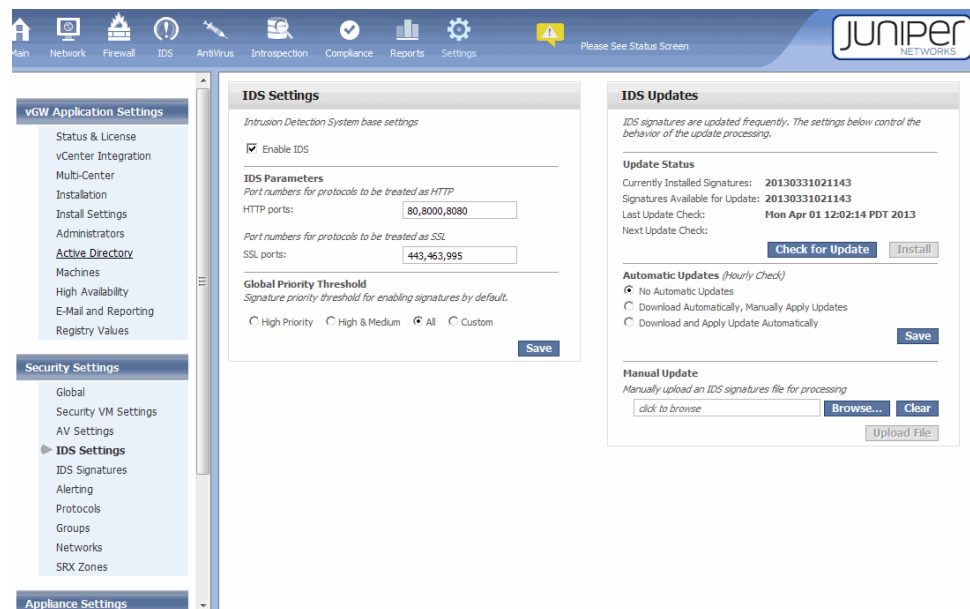 Main Network Firewall IDS AntiVirus Introspection Compliance Reports Settings
Please See Status Screen
JUNIPER
NETWORKS
vGW Application Settings
Status & License
vCenter Integration
Multi-Center
Installation
Install Settings
Administrators
Active Directory
Machines
High Availability
E-Mail and Reporting
Registry Values
Security Settings
Global
Security VM Settings
AV Settings
IDS Settings
IDS Signatures
Alerting
Protocols
Groups
Networks
SRX Zones
Appliance Settings
IDS Settings
Intrusion Detection System base settings
Enable IDS
IDS Parameters
Port numbers for protocols to be treated as HTTP
HTTP ports: 80,8000,8080
Port numbers for protocols to be treated as SSL
SSL ports: 443,463,995
Global Priority Threshold
Signature priority threshold for enabling signatures by default.
High Priority High & Medium All Custom
Save
IDS Updates
IDS signatures are updated frequently. The settings below control the
behavior of the update processing.
Update Status
Currently Installed Signatures: 20130331021143
Signatures Available for Update: 20130331021143
Last Update Check: Mon Apr 01 12:02:14 PDT 2013
Next Update Check:
Check for Update Install
Automatic Updates (Hourly Check)
No Automatic Updates
Download Automatically, Manually Apply Updates
Download and Apply Update Automatically
Save
Manual Update
Manually upload an IDS signatures file for processing
click to browse Browse... Clear
Upload File